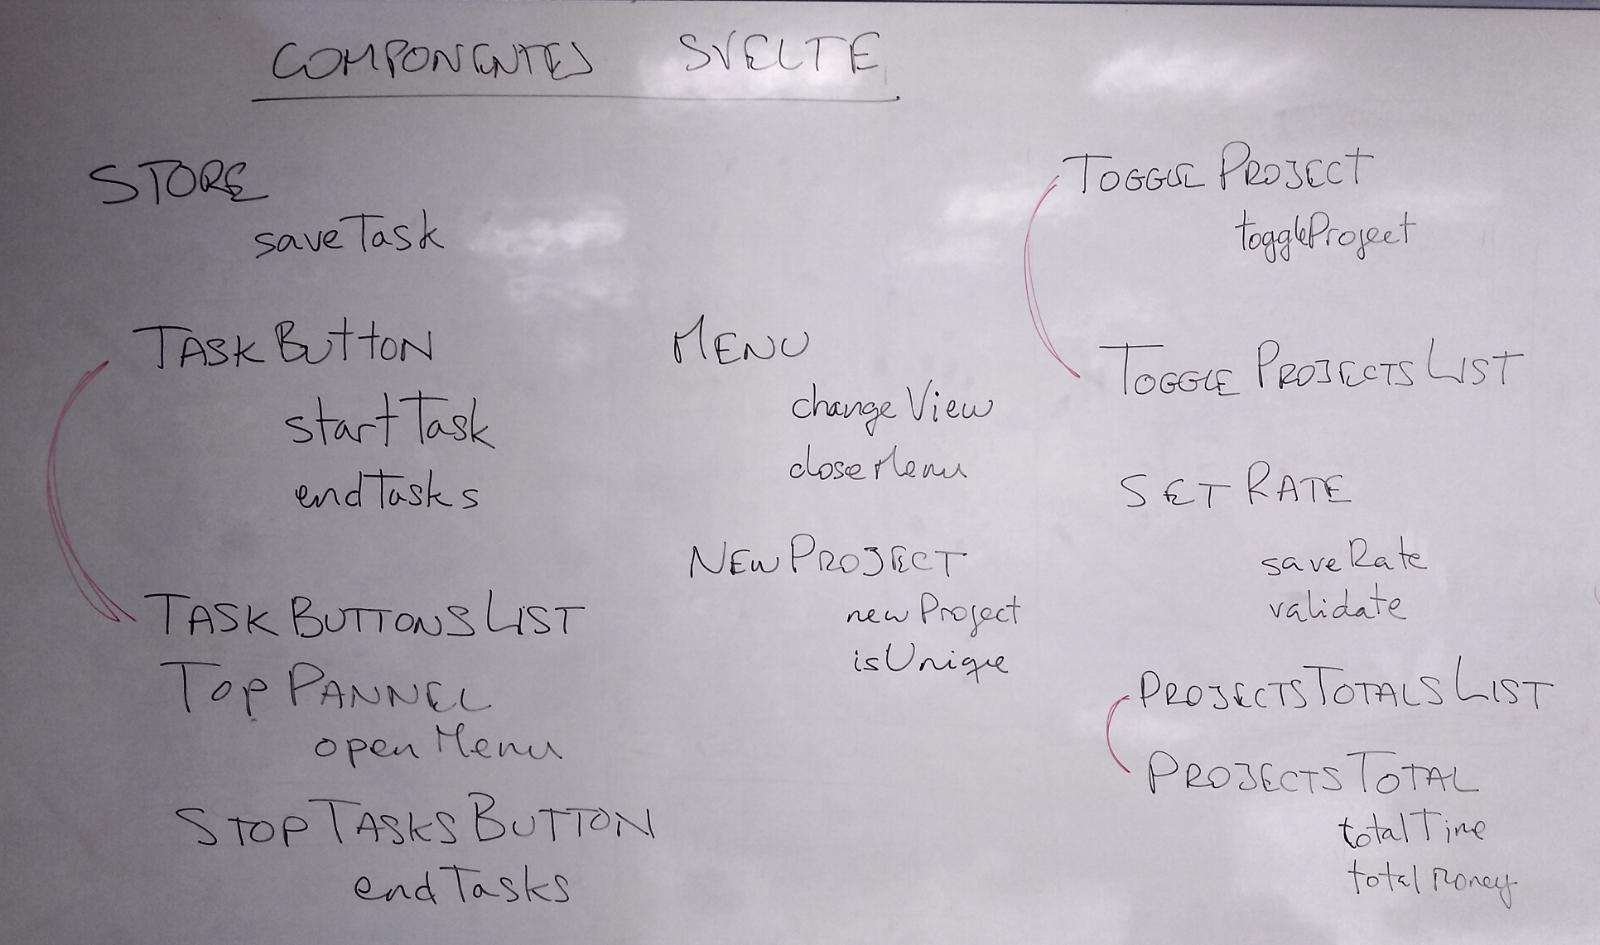 COMPONENTES SVELTE
STORE
saveTask
TASK BUTTON
startTask
endTasks
TASK BUTTONS LIST
TOP PANNEL
openMenu
STOP TASKS BUTTON
endTasks
MENU
changeView
closeMenu
NEW PROJECT
newProject
isUnique
TOGGLE PROJECT
toggleProject
TOGGLE PROJECTS LIST
SET RATE
saveRate
validate
PROJECTS TOTALS LIST
PROJECTS TOTAL
totalTime
totalMoney